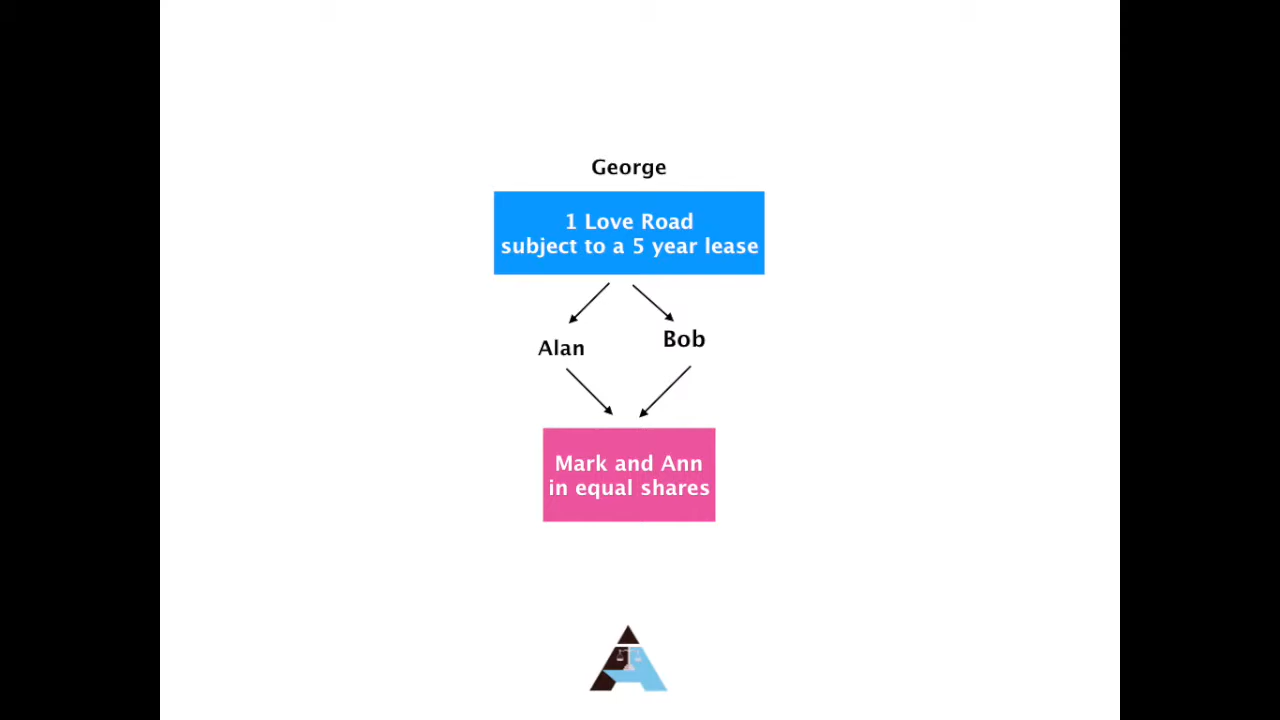 George
1 Love Road
subject to a 5 year lease
Alan
Bob
Mark and Ann
in equal shares